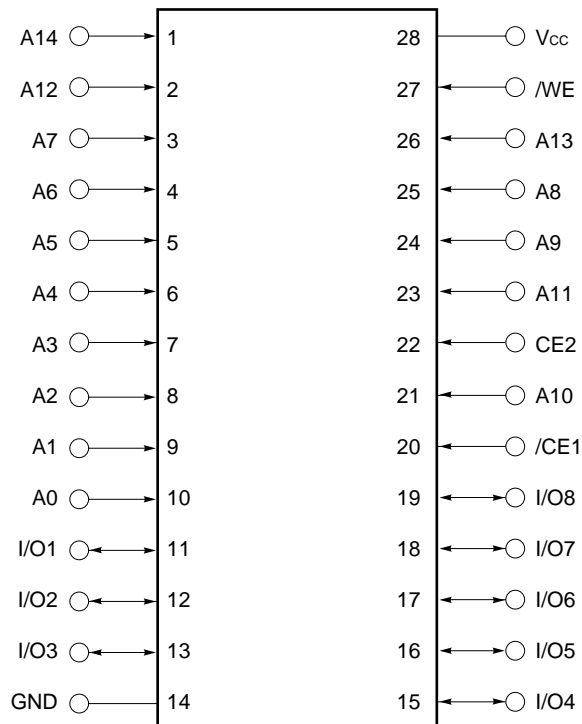 A14 1 28 Vcc
A12 2 27 /WE
A7 3 26 A13
A6 4 25 A8
A5 5 24 A9
A4 6 23 A11
A3 7 22 CE2
A2 8 21 A10
A1 9 20 /CE1
A0 10 19 I/O8
I/O1 11 18 I/O7
I/O2 12 17 I/O6
I/O3 13 16 I/O5
GND 14 15 I/O4